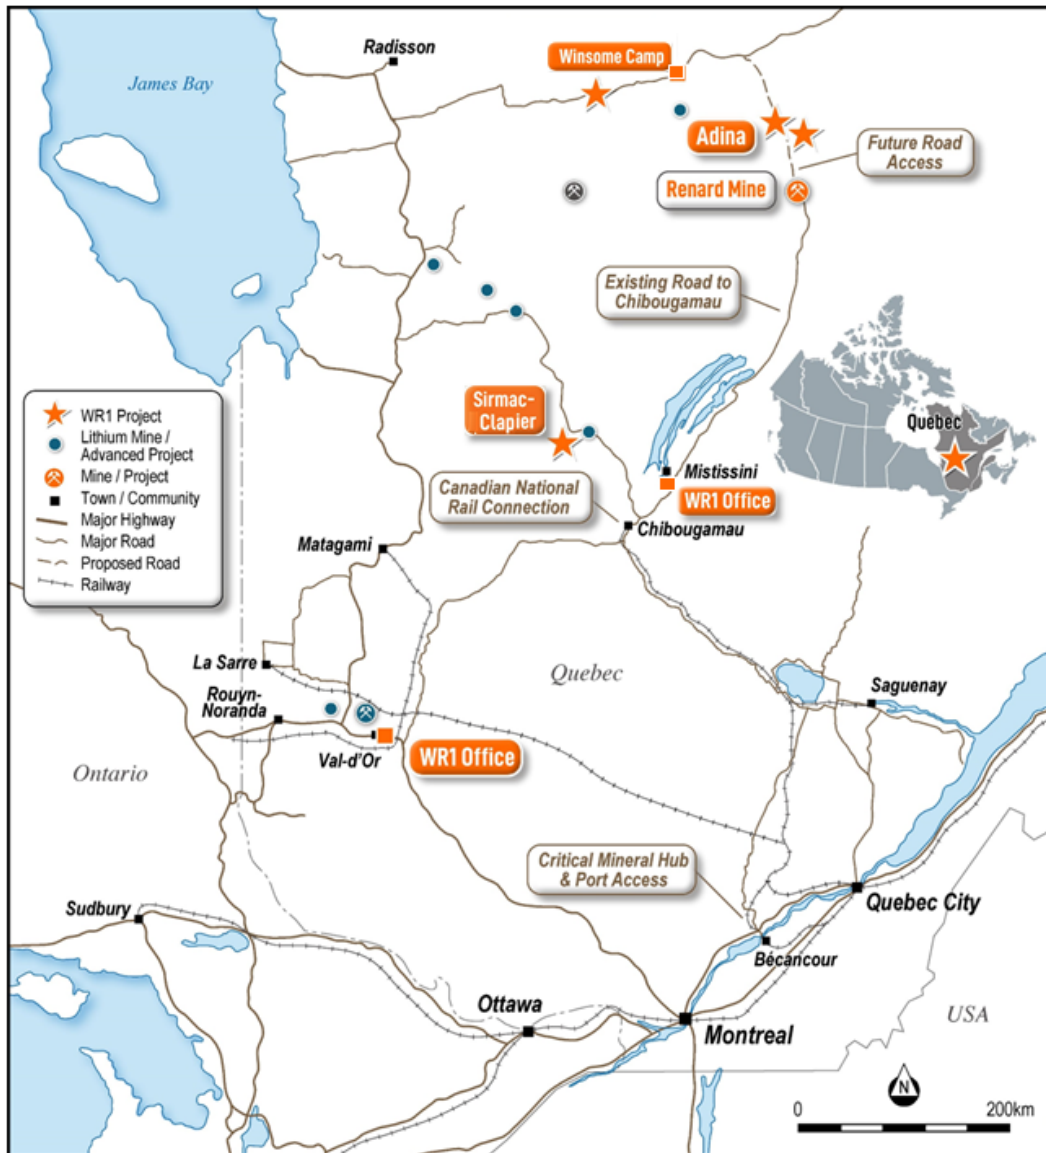 Radisson
Winsome Camp
James Bay
Adina
Future Road
Access
Renard Mine
Existing Road to
Chibougamau
Quebec
Sirmac-
Clapier
WR1 Project
Lithium Mine /
Advanced Project
Mine / Project
Town / Community
Major Highway
Major Road
Proposed Road
Railway
Mistissini
WR1 Office
Canadian National
Rail Connection
Chibougamau
Matagami
La Sarre
Quebec
Saguenay
Rouyn-
Noranda
Val-d'Or
WR1 Office
Ontario
Critical Mineral Hub
& Port Access
Sudbury
Quebec City
Bécancour
Ottawa
Montreal
USA
N
0 200km